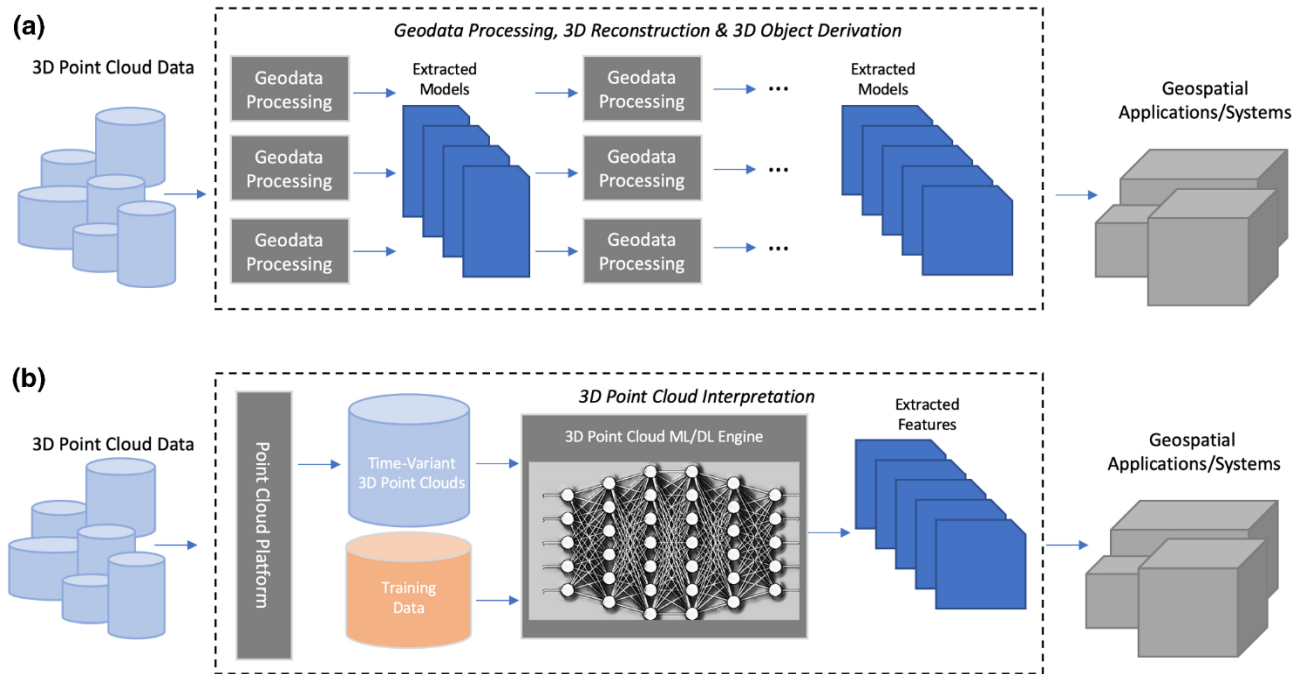 (a)
Geodata Processing, 3D Reconstruction & 3D Object Derivation
3D Point Cloud Data
Geodata
Processing
Extracted
Models
Geodata
Processing
...
Extracted
Models
Geospatial
Applications/Systems
Geodata
Processing
Geodata
Processing
...
Geodata
Processing
Geodata
Processing
...
(b)
3D Point Cloud Interpretation
3D Point Cloud Data
Point Cloud Platform
Time-Variant
3D Point Clouds
Training
Data
3D Point Cloud ML/DL Engine
Extracted
Features
Geospatial
Applications/Systems